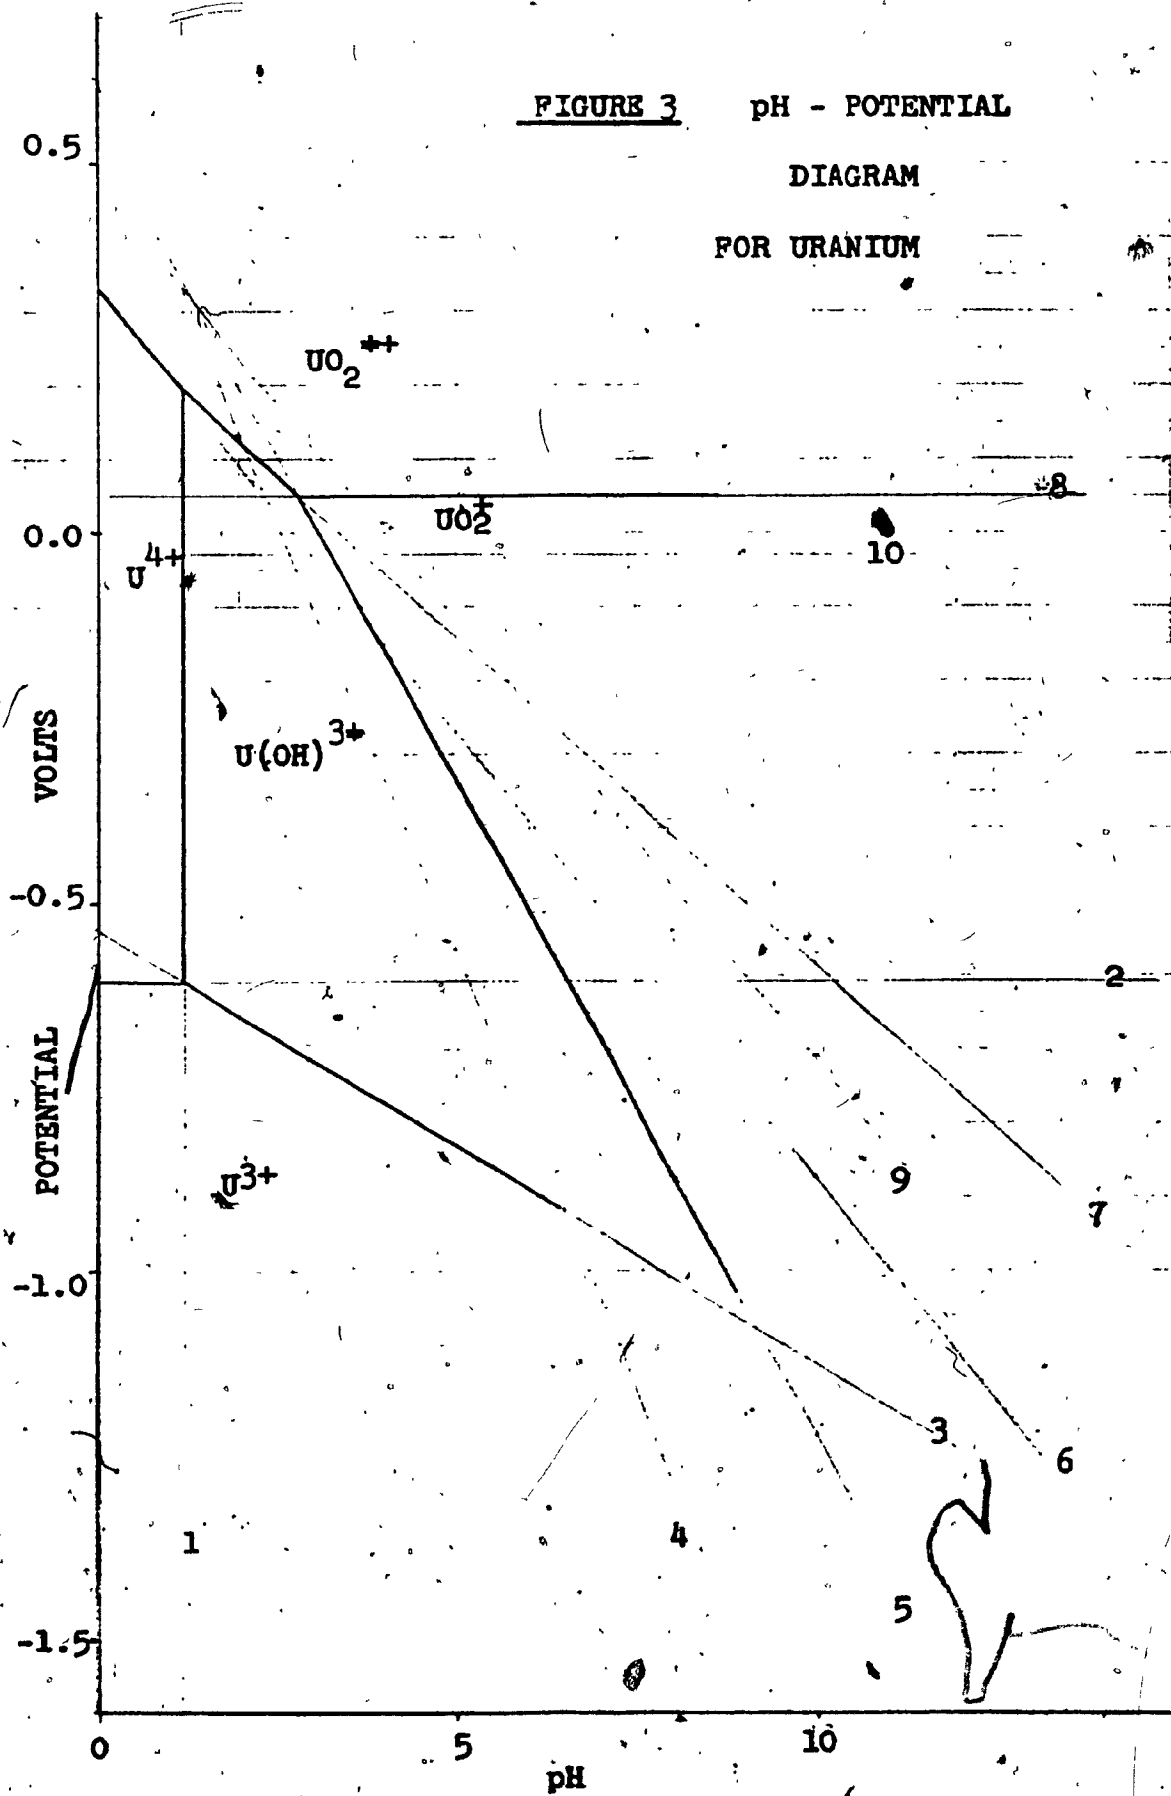 FIGURE 3 pH - POTENTIAL
DIAGRAM
FOR URANIUM
0.5
UO2++
8
UO2+
0.0
10
U4+
U(OH)3+
VOLTS
-0.5
2
POTENTIAL
U3+
9
7
-1.0
3
6
1
4
5
-1.5
0
5
10
pH